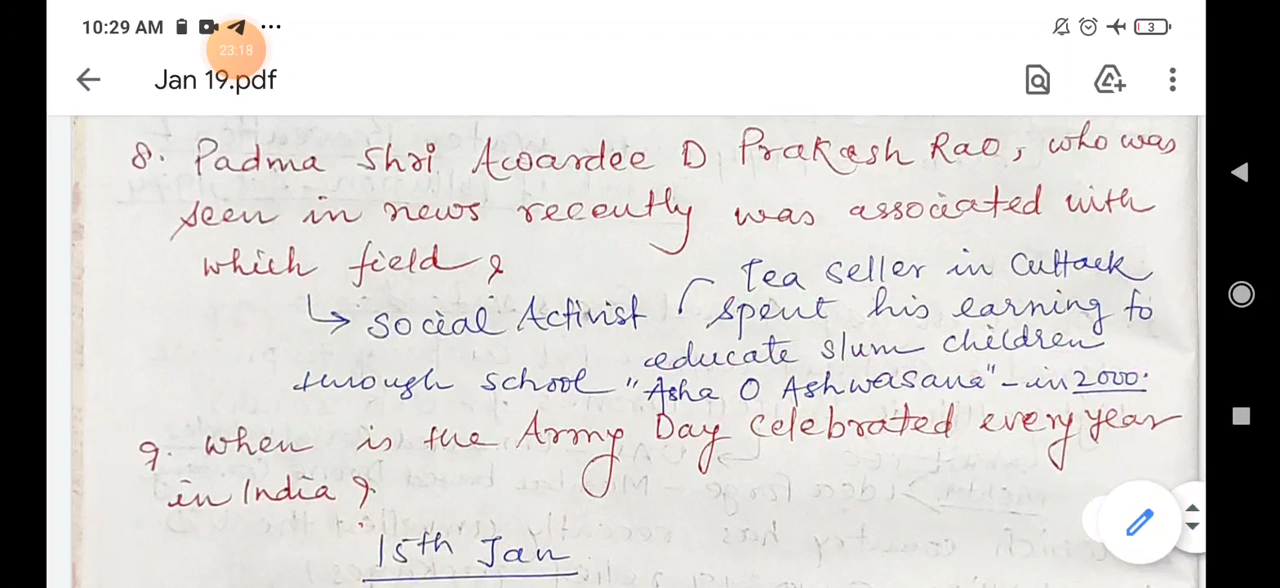 10:29 AM ...
3
23:18
Jan 19.pdf
8. Padma Shri Awardee D Prakash Rao, who was
seen in news recently was associated with
which field?
Tea seller in Cuttack
↳ Social Activist spent his earning to
educate slum children
through school "Asha O Ashwasana" - in 2000.
9. When is the Army Day celebrated every year
in India?
15th Jan